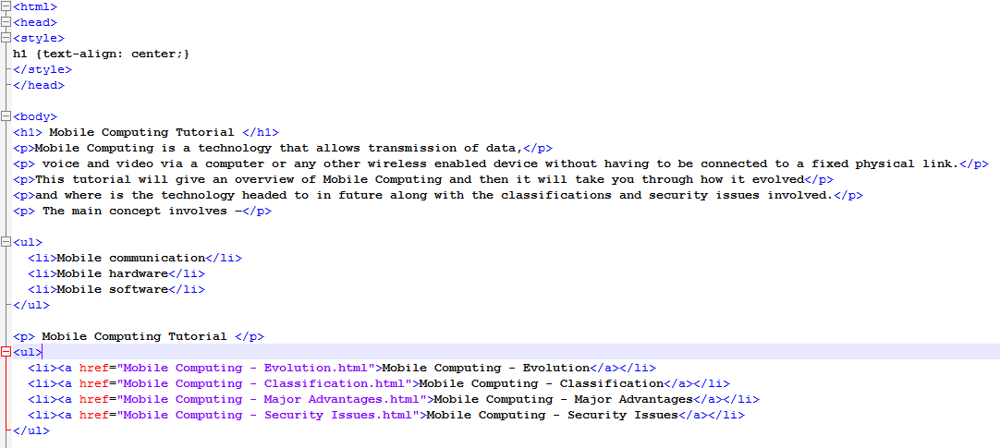 <html>
<head>
<style>
h1 {text-align: center;}
</style>
</head>
<body>
<h1> Mobile Computing Tutorial </h1>
<p>Mobile Computing is a technology that allows transmission of data,</p>
<p> voice and video via a computer or any other wireless enabled device without having to be connected to a fixed physical link.</p>
<p>This tutorial will give an overview of Mobile Computing and then it will take you through how it evolved</p>
<p>and where is the technology headed to in future along with the classifications and security issues involved.</p>
<p> The main concept involves −</p>
<ul>
<li>Mobile communication</li>
<li>Mobile hardware</li>
<li>Mobile software</li>
</ul>
<p> Mobile Computing Tutorial </p>
<ul>
<li><a href="Mobile Computing - Evolution.html">Mobile Computing - Evolution</a></li>
<li><a href="Mobile Computing - Classification.html">Mobile Computing - Classification</a></li>
<li><a href="Mobile Computing - Major Advantages.html">Mobile Computing - Major Advantages</a></li>
<li><a href="Mobile Computing - Security Issues.html">Mobile Computing - Security Issues</a></li>
</ul>